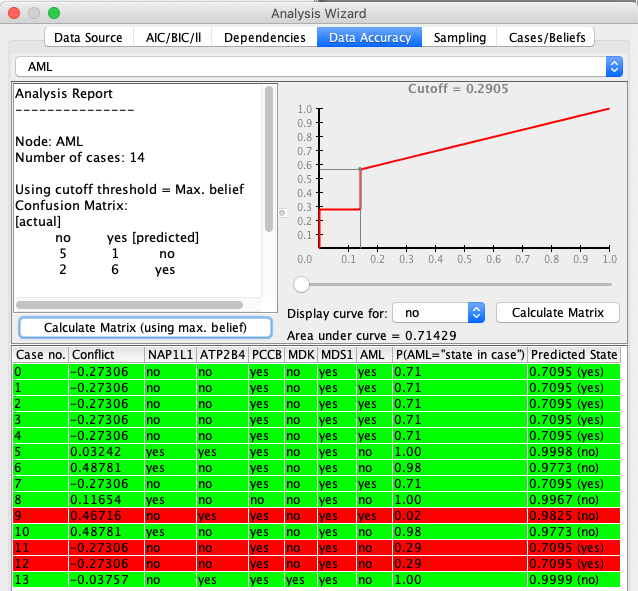 Analysis Wizard
Data Source AIC/BIC/ll Dependencies Data Accuracy Sampling Cases/Beliefs
AML
Analysis Report
---------------
Node: AML
Number of cases: 14
Using cutoff threshold = Max. belief
Confusion Matrix:
[actual]
no yes [predicted]
5 1 no
2 6 yes
Calculate Matrix (using max. belief)
Cutoff = 0.2905
1.0
0.9
0.8
0.7
0.6
0.5
0.4
0.3
0.2
0.1
0.0 0.1 0.2 0.3 0.4 0.5 0.6 0.7 0.8 0.9 1.0
Display curve for: no Calculate Matrix
Area under curve = 0.71429
Case no. Conflict NAP1L1 ATP2B4 PCCB MDK MDS1 AML P(AML="state in case") Predicted State
0 -0.27306 no no yes no yes yes 0.71 0.7095 (yes)
1 -0.27306 no no yes no yes yes 0.71 0.7095 (yes)
2 -0.27306 no no yes no yes yes 0.71 0.7095 (yes)
3 -0.27306 no no yes no yes yes 0.71 0.7095 (yes)
4 -0.27306 no no yes no yes yes 0.71 0.7095 (yes)
5 0.03242 yes yes yes no yes no 1.00 0.9998 (no)
6 0.48781 yes no yes no yes no 0.98 0.9773 (no)
7 -0.27306 no no yes no yes yes 0.71 0.7095 (yes)
8 0.11654 yes no no no yes no 1.00 0.9967 (no)
9 0.46716 no yes yes no yes yes 0.02 0.9825 (no)
10 0.48781 yes no yes no yes no 0.98 0.9773 (no)
11 -0.27306 no no yes no yes no 0.29 0.7095 (yes)
12 -0.27306 no no yes no yes no 0.29 0.7095 (yes)
13 -0.03757 no yes yes yes yes no 1.00 0.9999 (no)